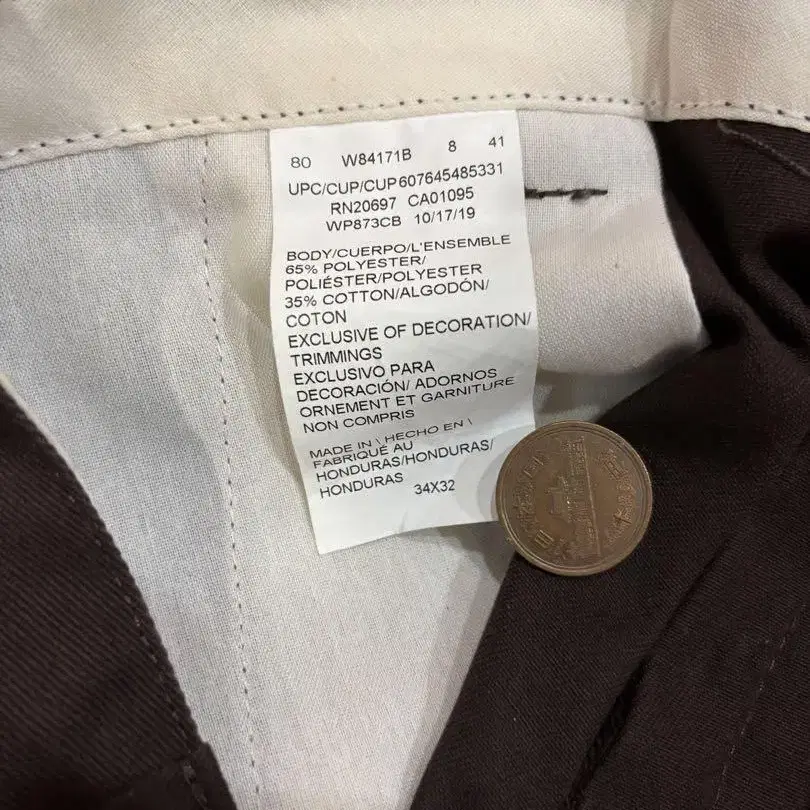 80 W84171B 8 41
UPC/CUP/CUP607645485331
RN20697 CA01095
WP873CB 10/17/19
BODY/CUERPO/L'ENSEMBLE
65% POLYESTER/
POLIÉSTER/POLYESTER
35% COTTON/ALGODÓN/
COTON
EXCLUSIVE OF DECORATION/
TRIMMINGS
EXCLUSIVO PARA
DECORACIÓN/ ADORNOS
ORNEMENT ET GARNITURE
NON COMPRIS
MADE IN \ HECHO EN \
FABRIQUÉ AU
HONDURAS/HONDURAS/
HONDURAS 34X32